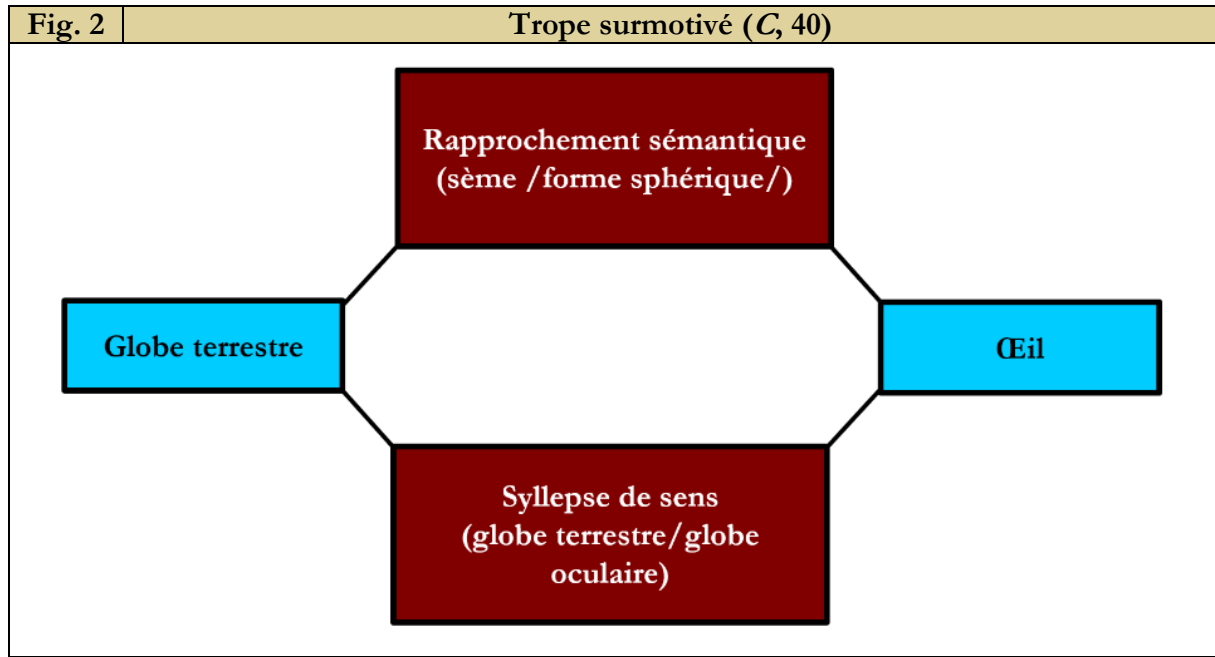 Fig. 2 Trope surmotivé (C, 40)
Rapprochement sémantique
(sème /forme sphérique/)
Globe terrestre
Œil
Syllepse de sens
(globe terrestre/globe
oculaire)